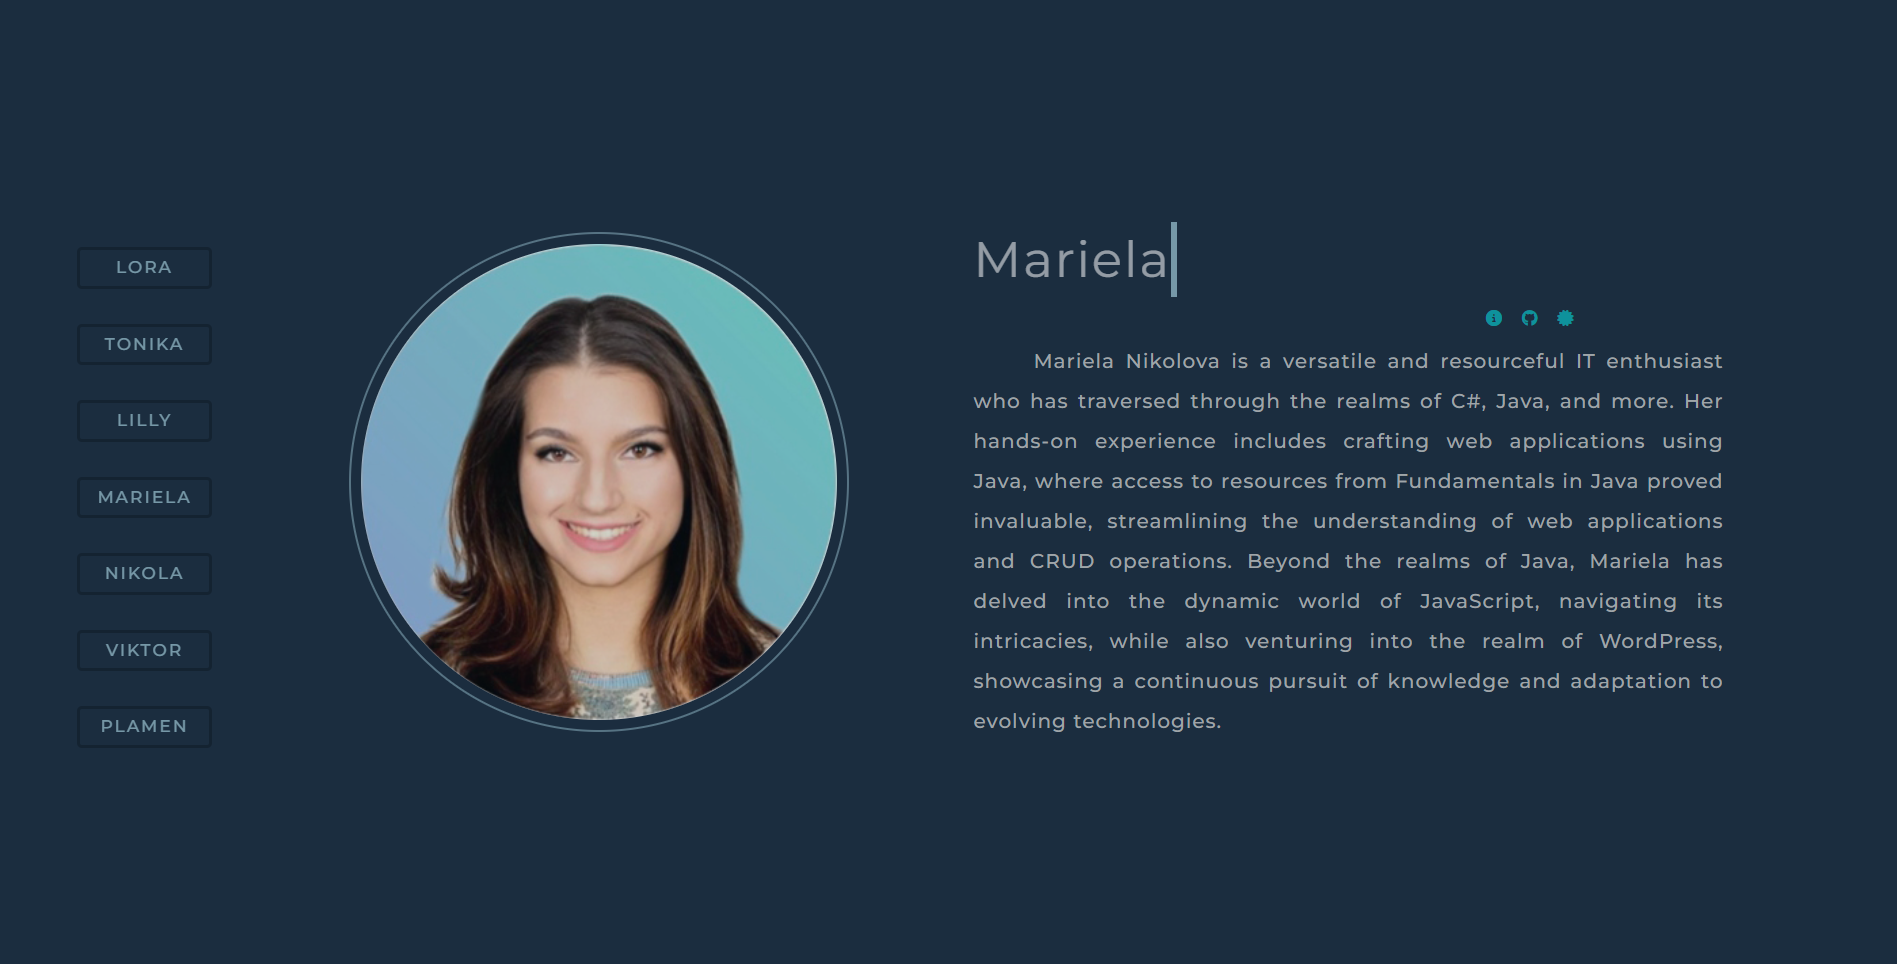 LORA
TONIKA
LILLY
MARIELA
NIKOLA
VIKTOR
PLAMEN
Mariela
Mariela Nikolova is a versatile and resourceful IT enthusiast
who has traversed through the realms of C#, Java, and more. Her
hands-on experience includes crafting web applications using
Java, where access to resources from Fundamentals in Java proved
invaluable, streamlining the understanding of web applications
and CRUD operations. Beyond the realms of Java, Mariela has
delved into the dynamic world of JavaScript, navigating its
intricacies, while also venturing into the realm of WordPress,
showcasing a continuous pursuit of knowledge and adaptation to
evolving technologies.